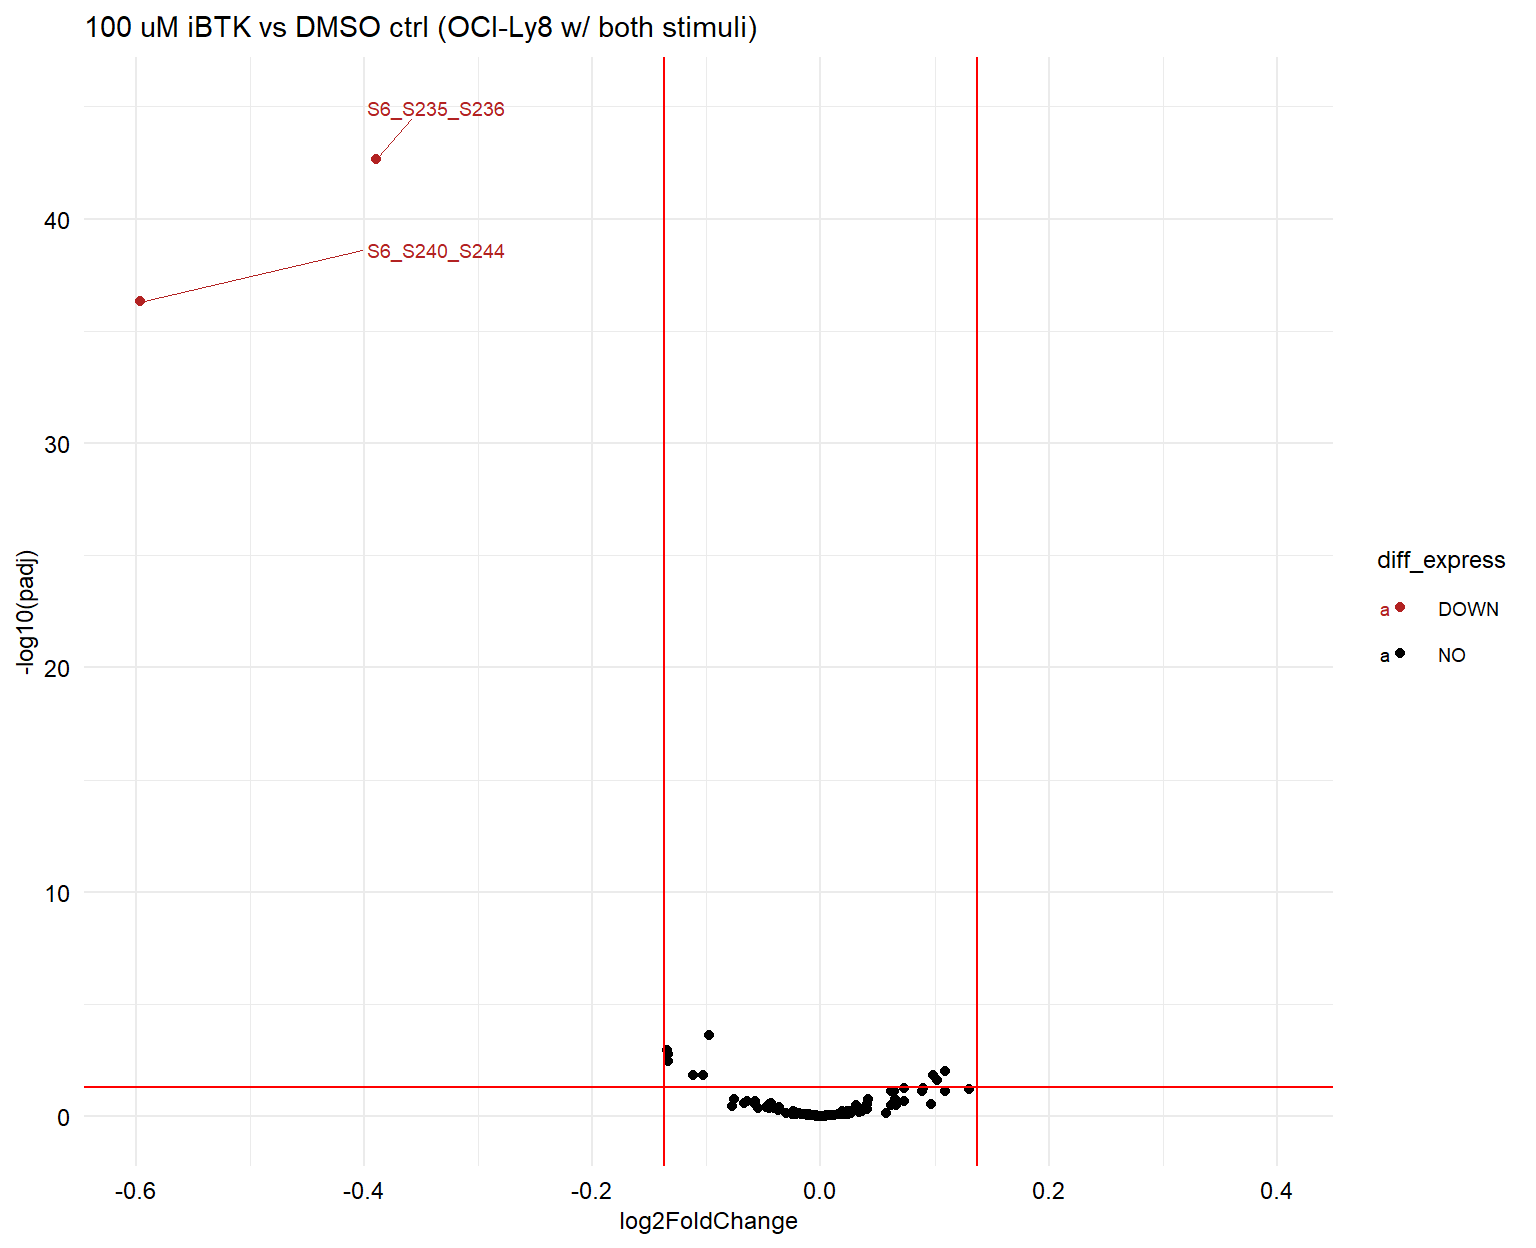 100 uM iBTK vs DMSO ctrl (OCI-Ly8 w/ both stimuli)
S6_S235_S236
S6_S240_S244
40
30
20
10
0
-log10(padj)
-0.6
-0.4
-0.2
0.0
0.2
0.4
log2FoldChange
diff_express
a DOWN
a NO